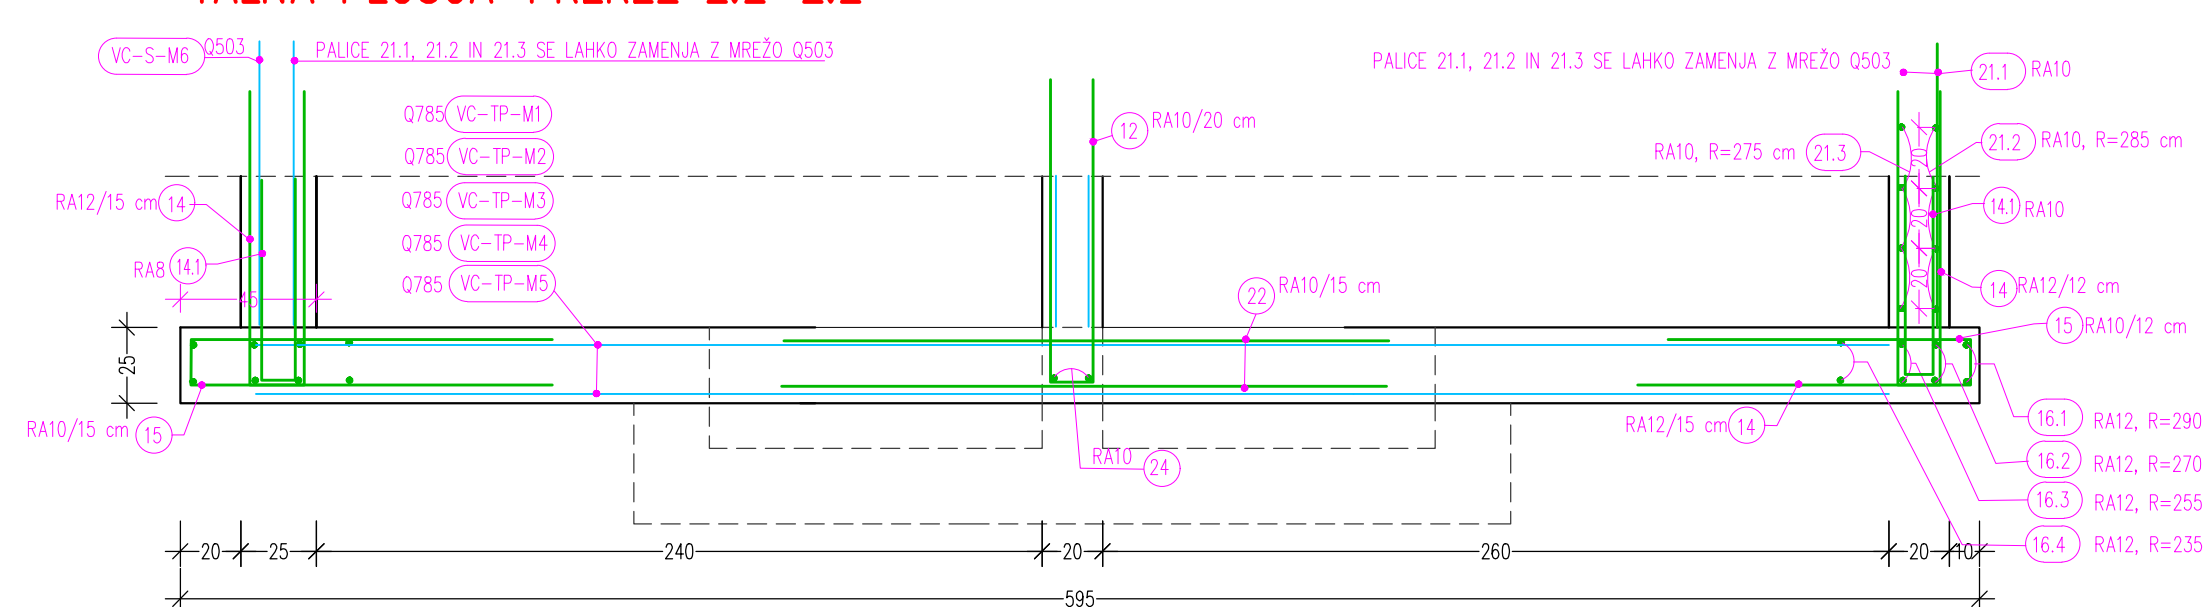 VC-S-M6 Q503
PALICE 21.1, 21.2 IN 21.3 SE LAHKO ZAMENJA Z MREŽO Q503
PALICE 21.1, 21.2 IN 21.3 SE LAHKO ZAMENJA Z MREŽO Q503
21.1 RA10
Q785 VC-TP-M1
Q785 VC-TP-M2
Q785 VC-TP-M3
Q785 VC-TP-M4
Q785 VC-TP-M5
12 RA10/20 cm
RA10, R=275 cm 21.3
21.2 RA10, R=285 cm
20
20
20
RA12/15 cm 14
14.1 RA10
RA8 14.1
45
22 RA10/15 cm
14 RA12/12 cm
15 RA10/12 cm
25
RA10/15 cm 15
RA10 24
RA12/15 cm 14
16.1 RA12, R=290
16.2 RA12, R=270
16.3 RA12, R=255
16.4 RA12, R=235
20 25 240 20 260 20 10
595